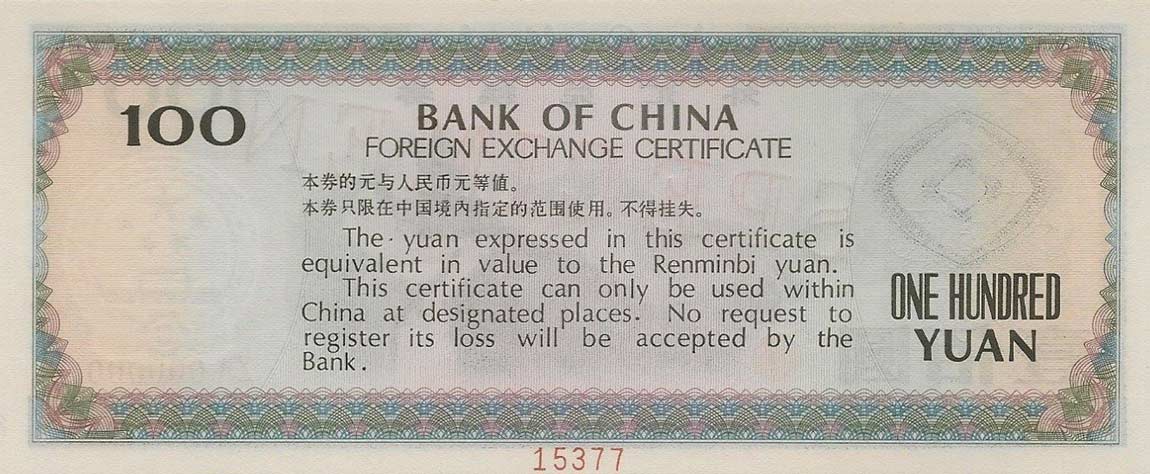 100
BANK OF CHINA
FOREIGN EXCHANGE CERTIFICATE
本券的元与人民币元等值。
本券只限在中国境内指定的范围使用。不得挂失。
The yuan expressed in this certificate is
equivalent in value to the Renminbi yuan.
This certificate can only be used within
China at designated places. No request to
register its loss will be accepted by the
Bank.
ONE HUNDRED
YUAN
15377